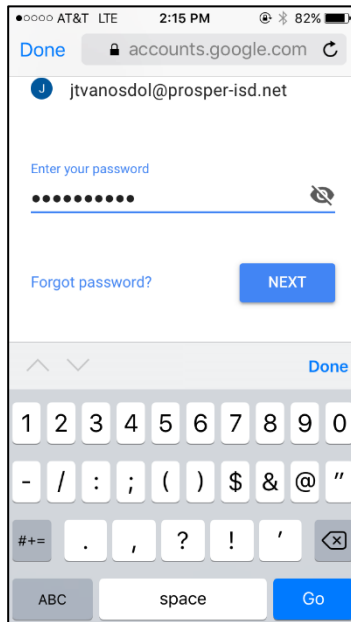 ●○○○○ AT&T LTE 2:15 PM 82%
Done accounts.google.com
J jtvanosdol@prosper-isd.net
Enter your password
●●●●●●●●●●
Forgot password? NEXT
Done
1 2 3 4 5 6 7 8 9 0
- / : ; ( ) $ & @ "
#+= . , ? ! '
ABC space Go